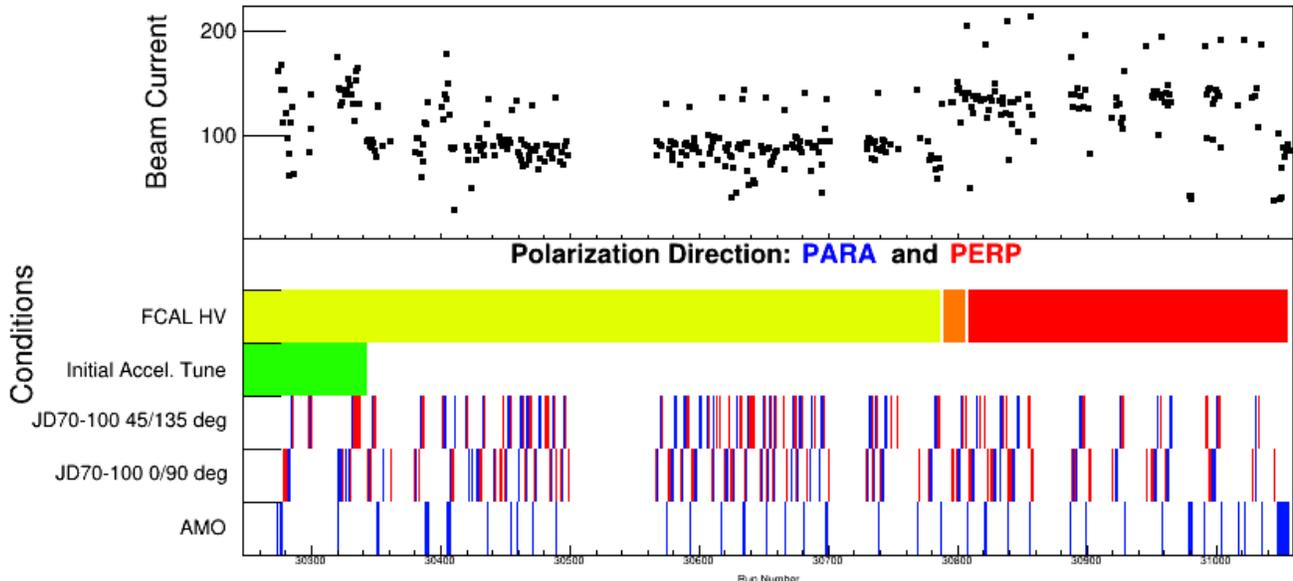 200
100
Beam Current
Polarization Direction: PARA and PERP
Conditions
FCAL HV
Initial Accel. Tune
JD70-100 45/135 deg
JD70-100 0/90 deg
AMO
30300 30400 30500 30600 30700 30800 30900 31000
Run Number